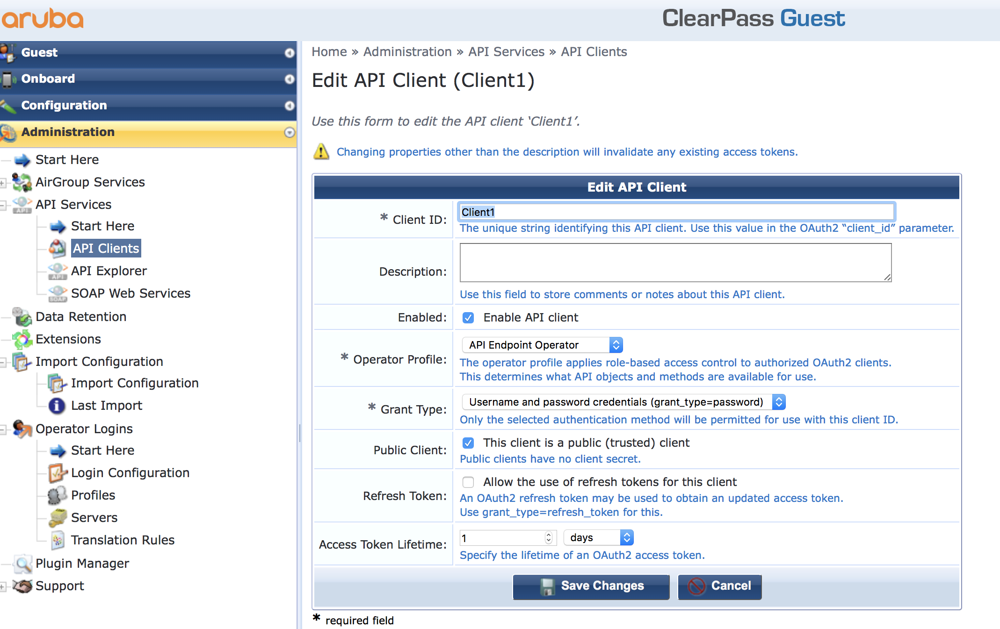 aruba
ClearPass Guest
Guest
Onboard
Configuration
Administration
Start Here
AirGroup Services
API Services
API
Start Here
API Clients
API Explorer
API
SOAP Web Services
SOAP
Data Retention
Extensions
Import Configuration
Import Configuration
Last Import
Operator Logins
Start Here
Login Configuration
Profiles
Servers
Translation Rules
Plugin Manager
Support
Home » Administration » API Services » API Clients
Edit API Client (Client1)
Use this form to edit the API client ‘Client1’.
Changing properties other than the description will invalidate any existing access tokens.
Edit API Client
* Client ID:
Client1
The unique string identifying this API client. Use this value in the OAuth2 “client_id” parameter.
Description:
Use this field to store comments or notes about this API client.
Enabled:
Enable API client
* Operator Profile:
API Endpoint Operator
The operator profile applies role-based access control to authorized OAuth2 clients.
This determines what API objects and methods are available for use.
* Grant Type:
Username and password credentials (grant_type=password)
Only the selected authentication method will be permitted for use with this client ID.
Public Client:
This client is a public (trusted) client
Public clients have no client secret.
Refresh Token:
Allow the use of refresh tokens for this client
An OAuth2 refresh token may be used to obtain an updated access token.
Use grant_type=refresh_token for this.
Access Token Lifetime:
1 days
Specify the lifetime of an OAuth2 access token.
Save Changes
Cancel
* required field